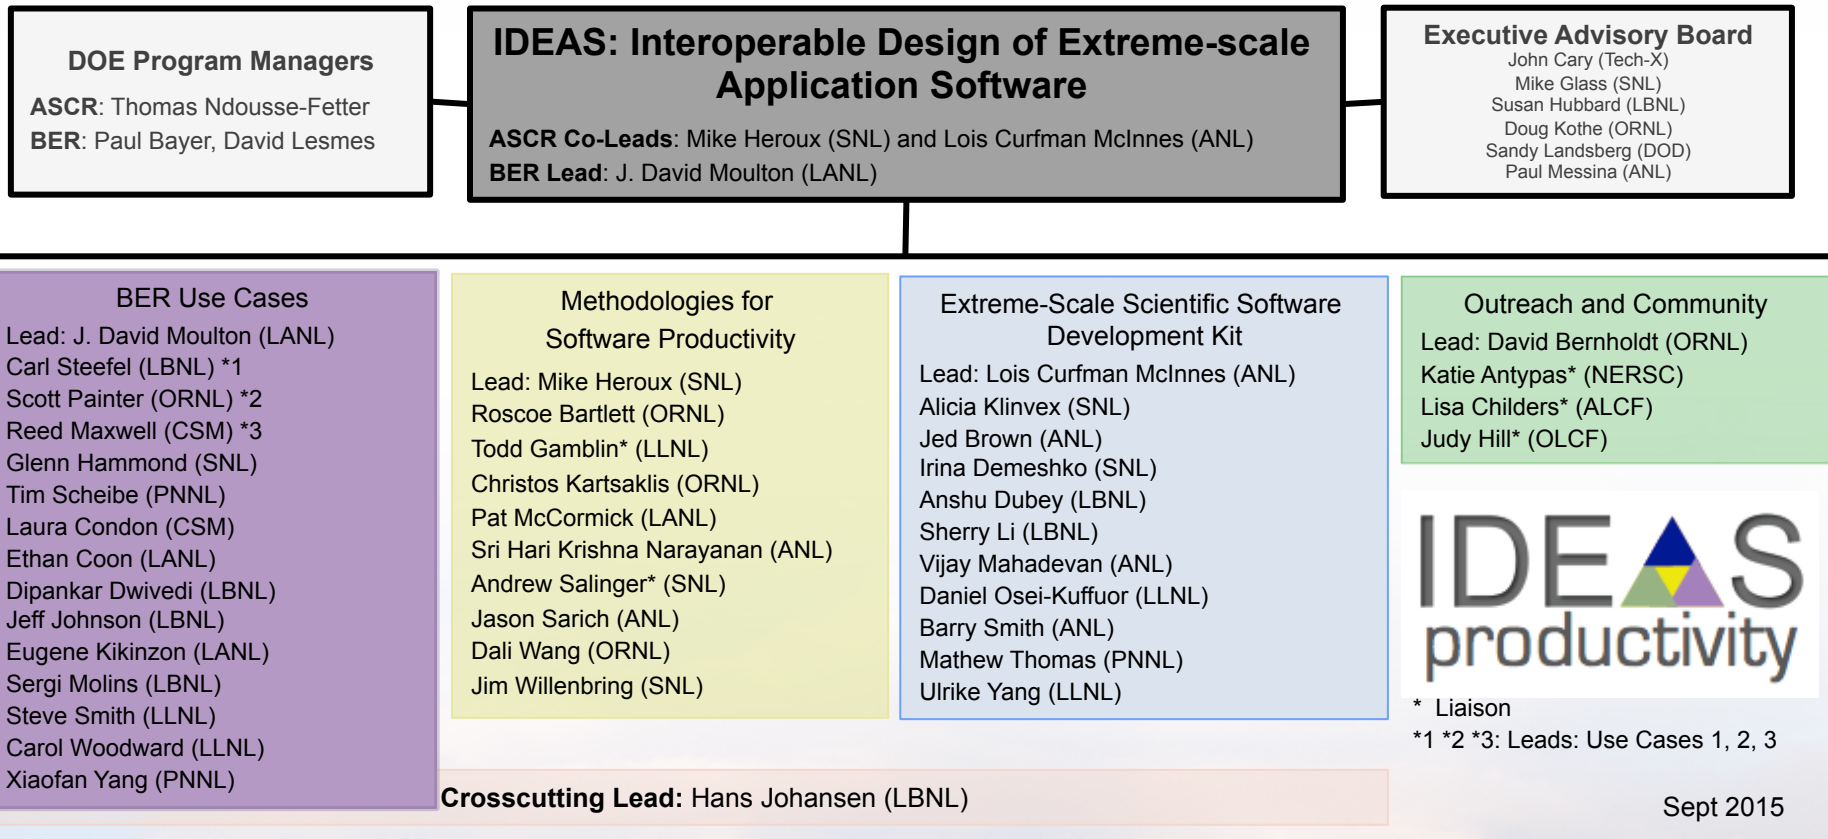 DOE Program Managers
ASCR: Thomas Ndousse-Fetter
BER: Paul Bayer, David Lesmes
IDEAS: Interoperable Design of Extreme-scale
Application Software
ASCR Co-Leads: Mike Heroux (SNL) and Lois Curfman McInnes (ANL)
BER Lead: J. David Moulton (LANL)
Executive Advisory Board
John Cary (Tech-X)
Mike Glass (SNL)
Susan Hubbard (LBNL)
Doug Kothe (ORNL)
Sandy Landsberg (DOD)
Paul Messina (ANL)
BER Use Cases
Lead: J. David Moulton (LANL)
Carl Steefel (LBNL) *1
Scott Painter (ORNL) *2
Reed Maxwell (CSM) *3
Glenn Hammond (SNL)
Tim Scheibe (PNNL)
Laura Condon (CSM)
Ethan Coon (LANL)
Dipankar Dwivedi (LBNL)
Jeff Johnson (LBNL)
Eugene Kikinzon (LANL)
Sergi Molins (LBNL)
Steve Smith (LLNL)
Carol Woodward (LLNL)
Xiaofan Yang (PNNL)
Methodologies for
Software Productivity
Lead: Mike Heroux (SNL)
Roscoe Bartlett (ORNL)
Todd Gamblin* (LLNL)
Christos Kartsaklis (ORNL)
Pat McCormick (LANL)
Sri Hari Krishna Narayanan (ANL)
Andrew Salinger* (SNL)
Jason Sarich (ANL)
Dali Wang (ORNL)
Jim Willenbring (SNL)
Extreme-Scale Scientific Software
Development Kit
Lead: Lois Curfman McInnes (ANL)
Alicia Klinvex (SNL)
Jed Brown (ANL)
Irina Demeshko (SNL)
Anshu Dubey (LBNL)
Sherry Li (LBNL)
Vijay Mahadevan (ANL)
Daniel Osei-Kuffuor (LLNL)
Barry Smith (ANL)
Mathew Thomas (PNNL)
Ulrike Yang (LLNL)
Outreach and Community
Lead: David Bernholdt (ORNL)
Katie Antypas* (NERSC)
Lisa Childers* (ALCF)
Judy Hill* (OLCF)
IDEAS
productivity
* Liaison
*1 *2 *3: Leads: Use Cases 1, 2, 3
Crosscutting Lead: Hans Johansen (LBNL)
Sept 2015